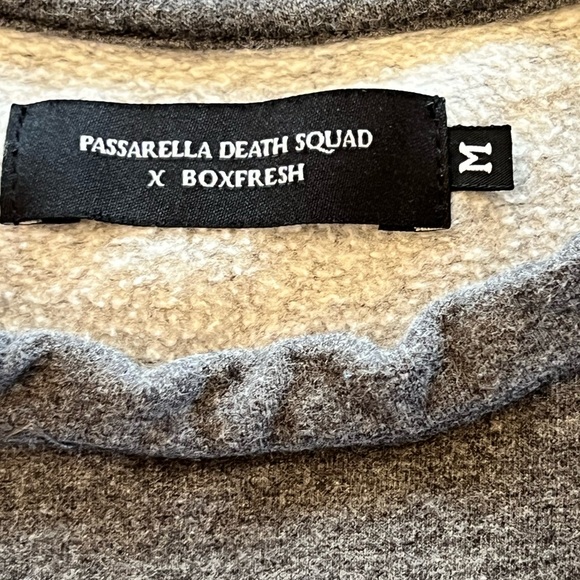 PASSARELLA DEATH SQUAD
X BOXFRESH
M